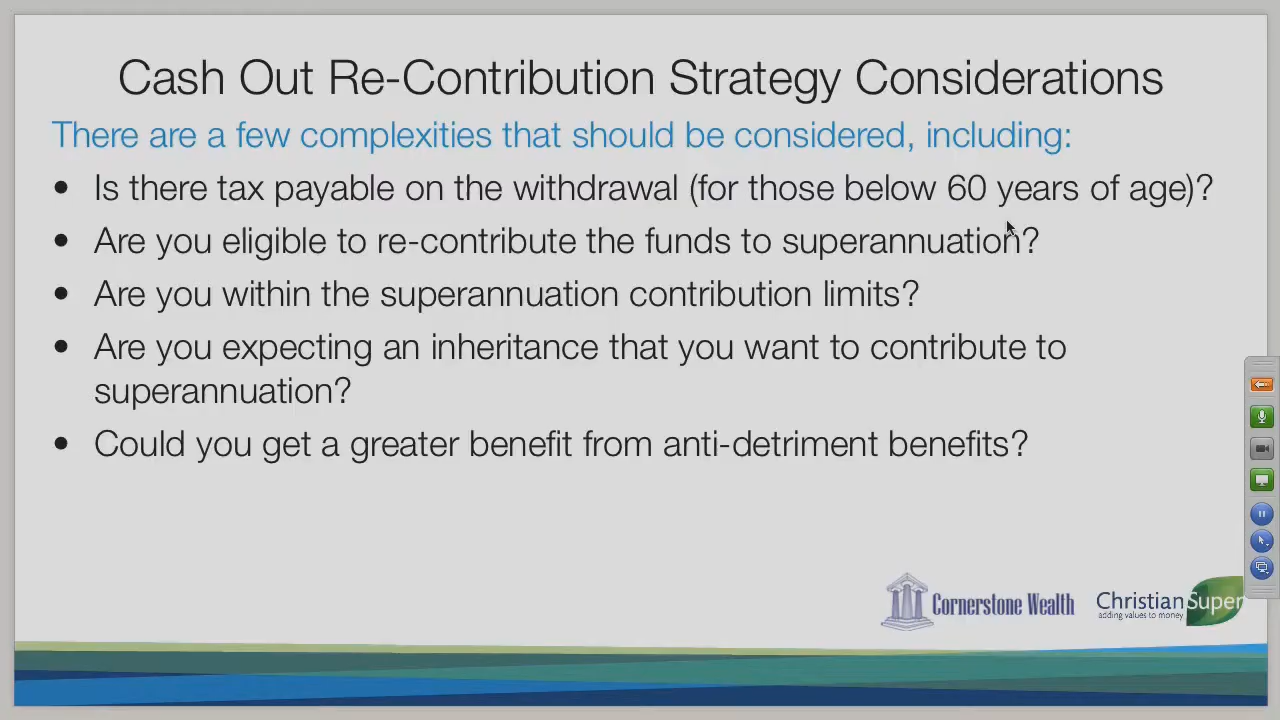 Cash Out Re-Contribution Strategy Considerations
There are a few complexities that should be considered, including:
• Is there tax payable on the withdrawal (for those below 60 years of age)?
• Are you eligible to re-contribute the funds to superannuation?
• Are you within the superannuation contribution limits?
• Are you expecting an inheritance that you want to contribute to
superannuation?
• Could you get a greater benefit from anti-detriment benefits?
Cornerstone Wealth
ChristianSuper
adding values to money